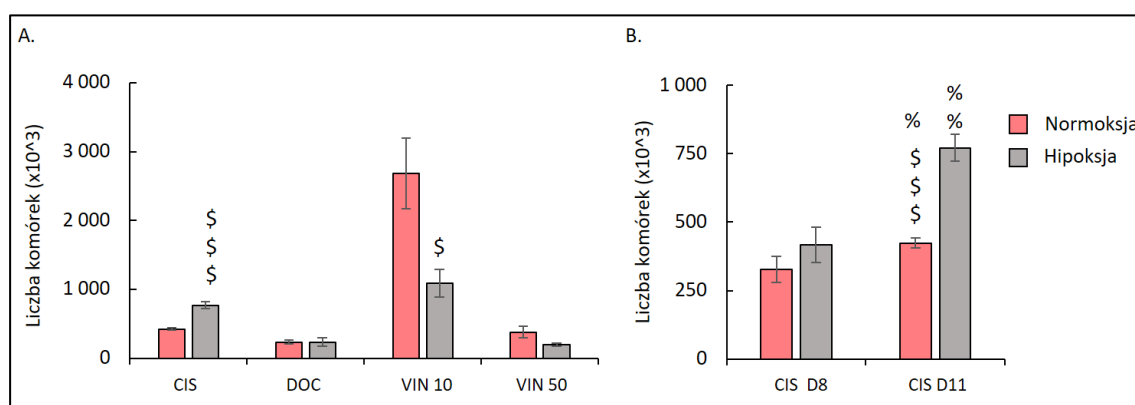 A.
Liczba komórek (x10^3)
4 000
3 000
2 000
1 000
0
$
$
$
$
CIS
DOC
VIN 10
VIN 50
B.
Liczba komórek (x10^3)
1 000
750
500
250
0
%
$
$
$
%
%
CIS D8
CIS D11
Normoksja
Hipoksja